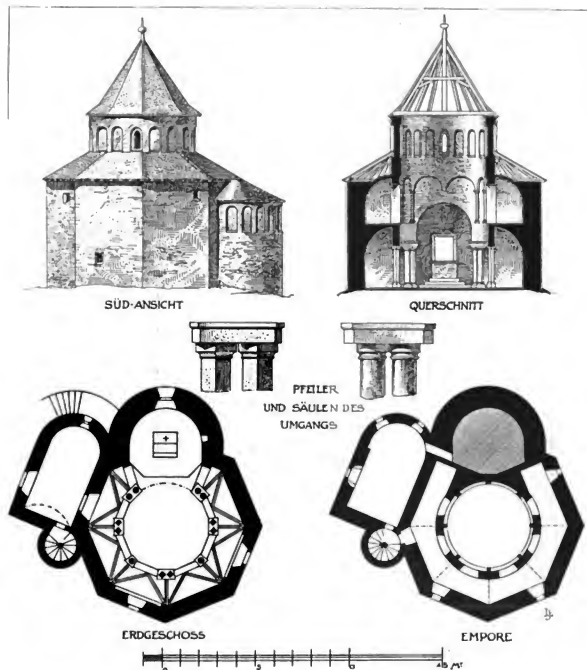 SÜD-ANSICHT
QUERSCHNITT
PFEILER
UND SÄULEN DES
UMGANGS
ERDGESCHOSS
EMPORE